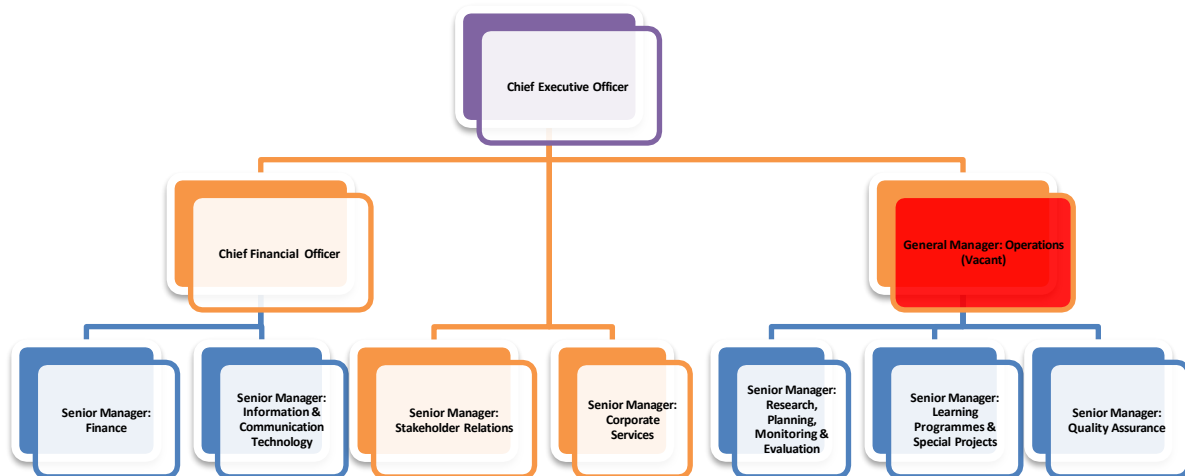 Chief Executive Officer
Chief Financial Officer
General Manager: Operations
(Vacant)
Senior Manager:
Finance
Senior Manager:
Information &
Communication
Technology
Senior Manager:
Stakeholder Relations
Senior Manager:
Corporate
Services
Senior Manager:
Research,
Planning,
Monitoring &
Evaluation
Senior Manager:
Learning
Programmes &
Special Projects
Senior Manager:
Quality Assurance